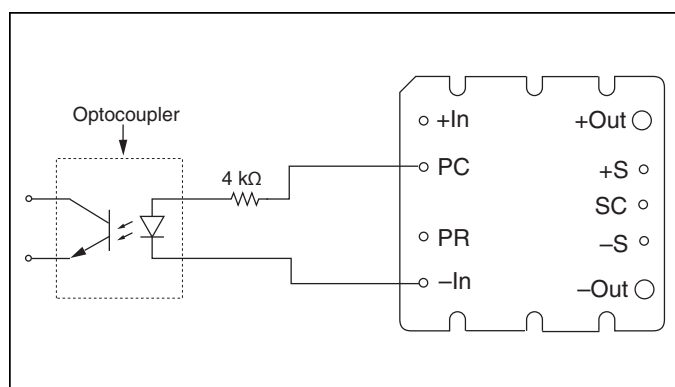 Optocoupler
4 kΩ
+In
PC
PR
–In
+Out
+S
SC
–S
–Out